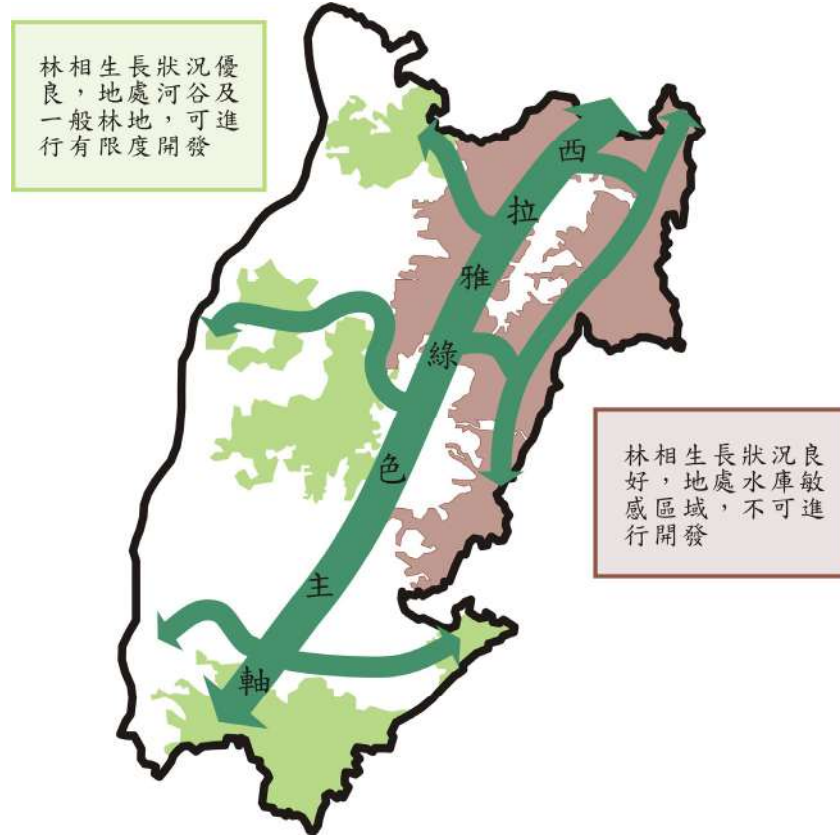 林相生長狀況優
良，地處河谷及
一般林地，可進
行有限度開發
西拉雅綠色主軸
林相生長狀況良
好，地處水庫敏
感區域，不可進
行開發